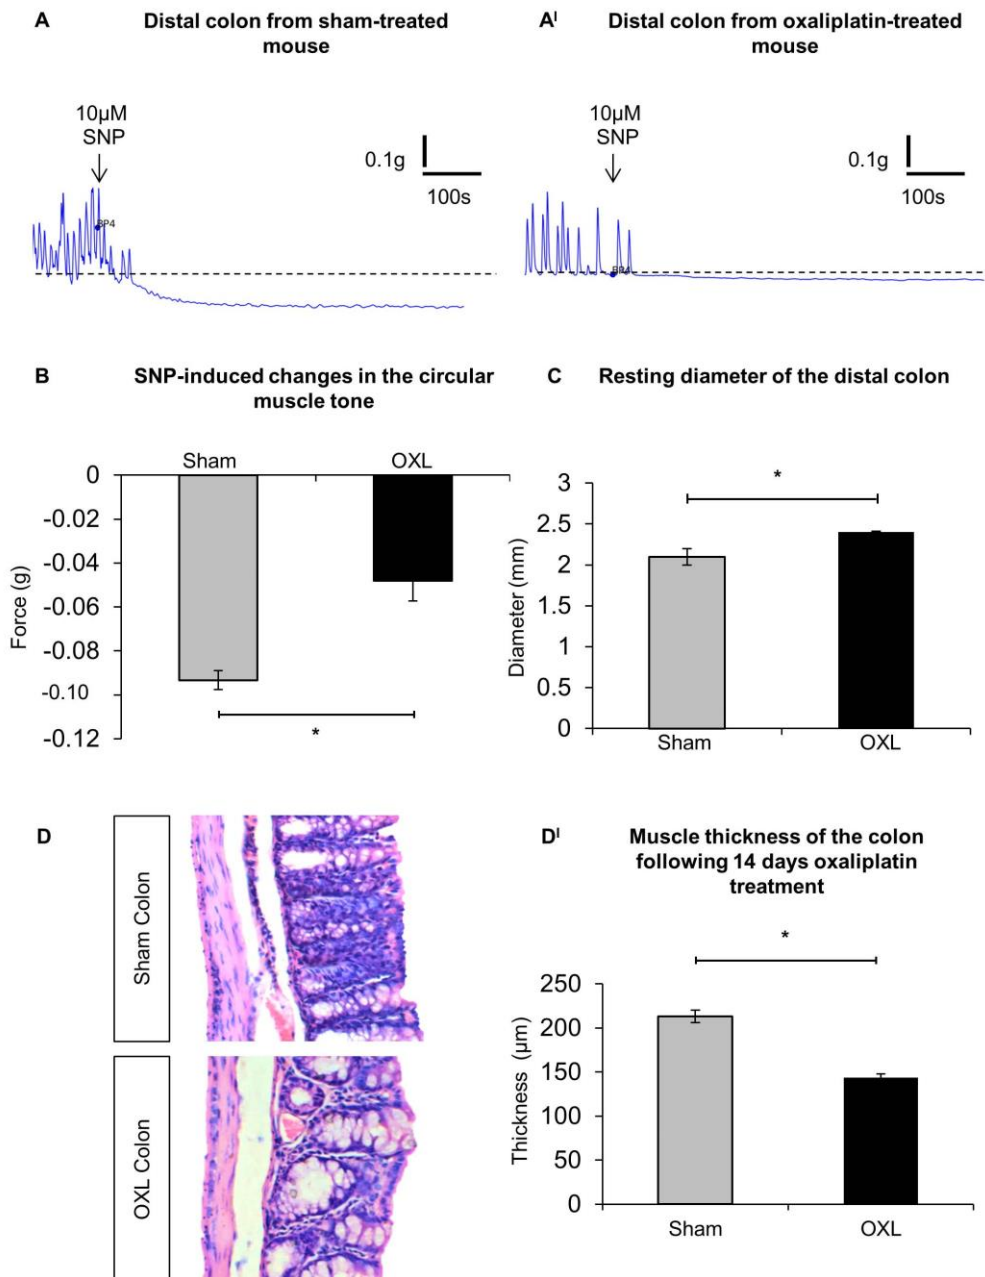 A
Distal colon from sham-treated
mouse
10µM
SNP
BP4
0.1g
100s
Aᴵ
Distal colon from oxaliplatin-treated
mouse
10µM
SNP
BP4
0.1g
100s
B
SNP-induced changes in the circular
muscle tone
Sham
OXL
0
-0.02
-0.04
-0.06
-0.08
-0.10
-0.12
Force (g)
*
C
Resting diameter of the distal colon
*
3
2.5
2
1.5
1
0.5
0
Diameter (mm)
Sham
OXL
D
Sham Colon
OXL Colon
Dᴵ
Muscle thickness of the colon
following 14 days oxaliplatin
treatment
*
250
200
150
100
50
0
Thickness (µm)
Sham
OXL